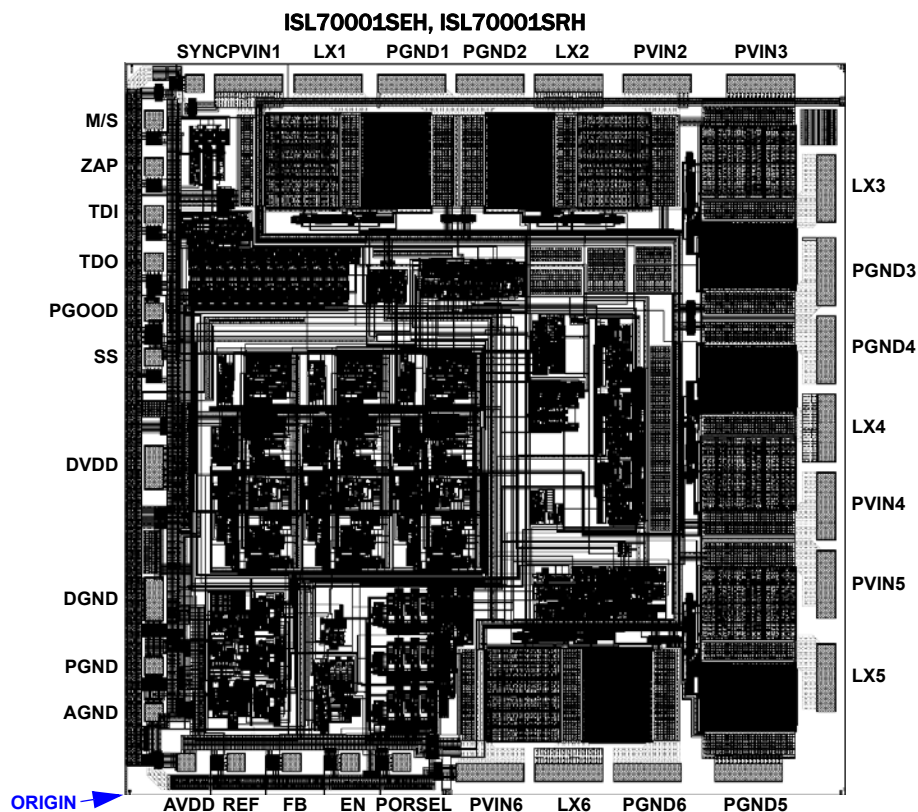 ISL70001SEH, ISL70001SRH
SYNC PVIN1 LX1 PGND1 PGND2 LX2 PVIN2 PVIN3
M/S
ZAP
TDI
TDO
PGOOD
SS
DVDD
DGND
PGND
AGND
LX3
PGND3
PGND4
LX4
PVIN4
PVIN5
LX5
ORIGIN
AVDD REF FB EN PORSEL PVIN6 LX6 PGND6 PGND5